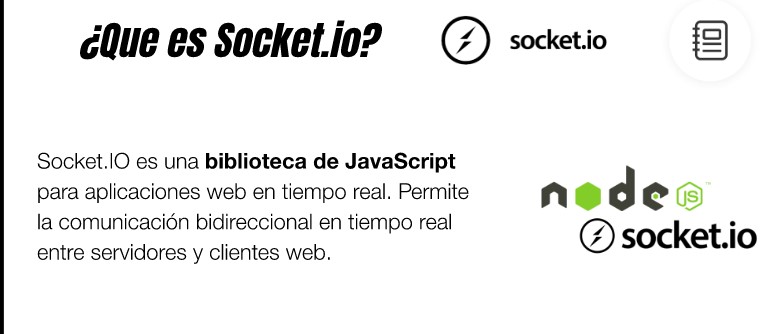 ¿Que es Socket.io?
socket.io
Socket.IO es una biblioteca de JavaScript
para aplicaciones web en tiempo real. Permite
la comunicación bidireccional en tiempo real
entre servidores y clientes web.
node JS™
socket.io